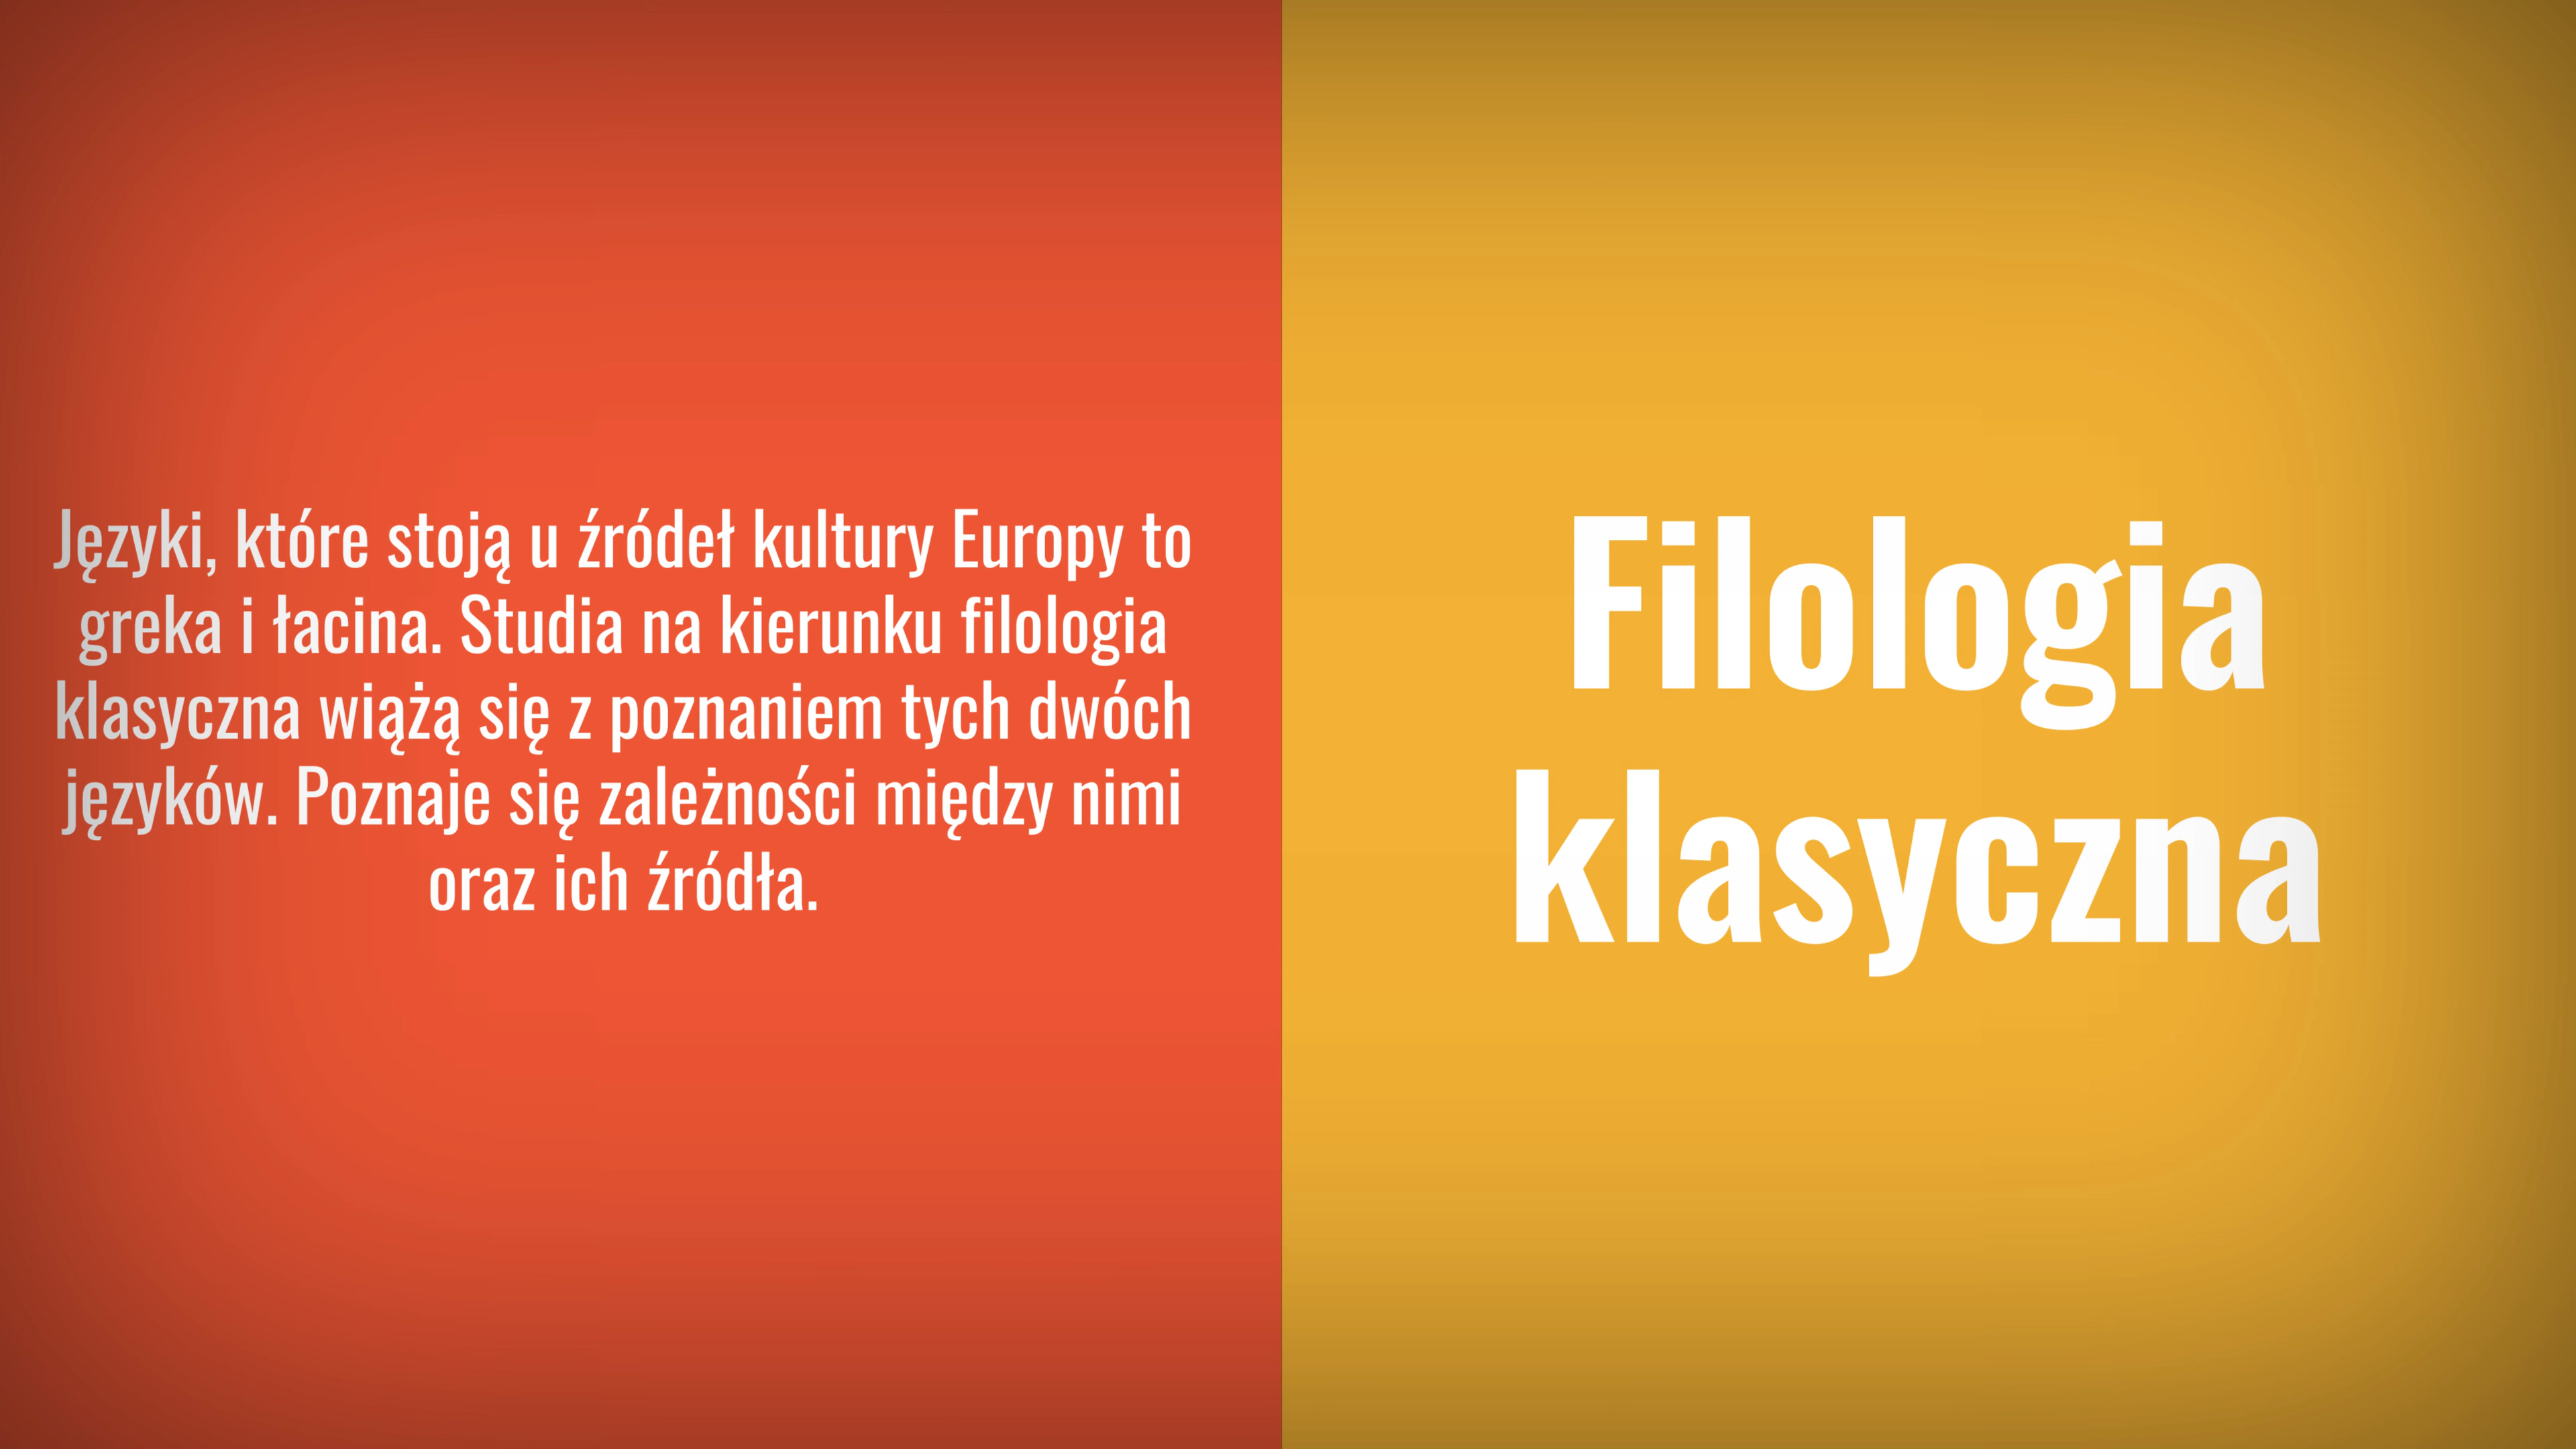 Języki, które stoją u źródeł kultury Europy to
greka i łacina. Studia na kierunku filologia
klasyczna wiążą się z poznaniem tych dwóch
języków. Poznaje się zależności między nimi
oraz ich źródła.
Filologia
klasyczna